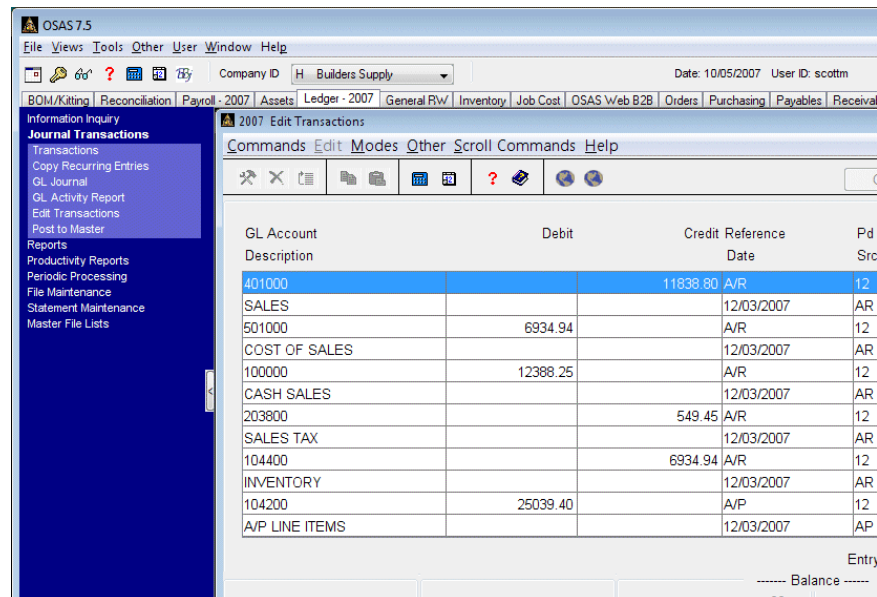 OSAS 7.5
File Views Tools Other User Window Help
Company ID H Builders Supply Date: 10/05/2007 User ID: scottm
BOM/Kitting Reconciliation Payroll - 2007 Assets Ledger - 2007 General RW Inventory Job Cost OSAS Web B2B Orders Purchasing Payables Receival
Information Inquiry
Journal Transactions
Transactions
Copy Recurring Entries
GL Journal
GL Activity Report
Edit Transactions
Post to Master
Reports
Productivity Reports
Periodic Processing
File Maintenance
Statement Maintenance
Master File Lists
2007 Edit Transactions
Commands Edit Modes Other Scroll Commands Help
GL Account Debit Credit Reference Pd
Description Date Src
401000 11838.80 A/R 12
SALES 12/03/2007 AR
501000 6934.94 A/R 12
COST OF SALES 12/03/2007 AR
100000 12388.25 A/R 12
CASH SALES 12/03/2007 AR
203800 549.45 A/R 12
SALES TAX 12/03/2007 AR
104400 6934.94 A/R 12
INVENTORY 12/03/2007 AR
104200 25039.40 A/P 12
A/P LINE ITEMS 12/03/2007 AP
Entry
------- Balance ------